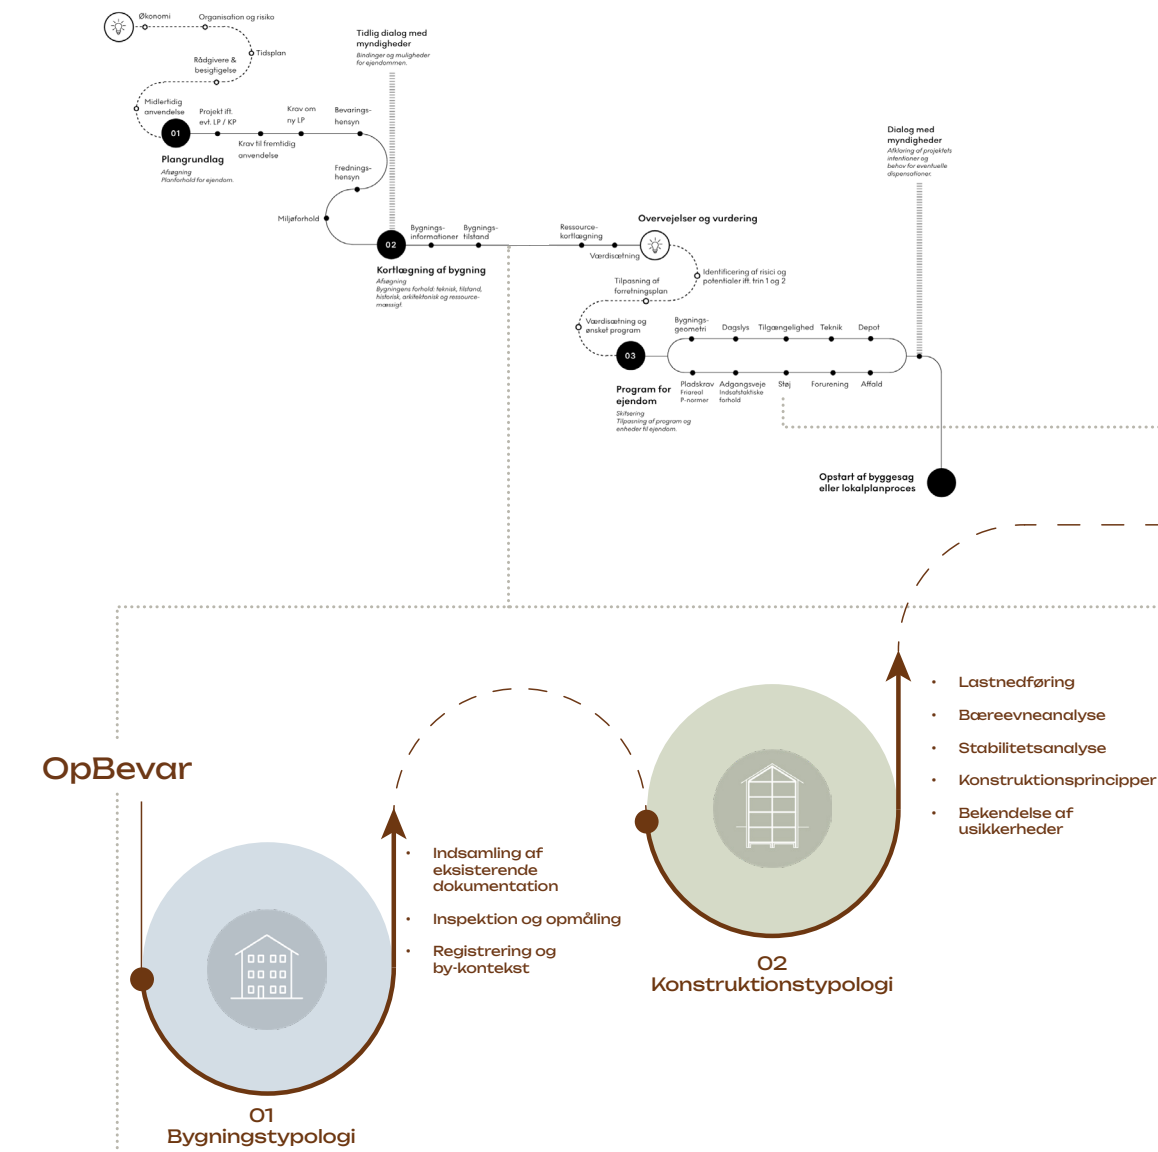 Økonomi
Organisation og risiko
Tidsplan
Rådgivere &
besigtigelse
Midlertidig
anvendelse
01
Plangrundlag
Afsøgning
Planforhold for ejendom.
Projekt ift.
evt. LP / KP
Krav til fremtidig
anvendelse
Krav om
ny LP
Bevarings-
hensyn
Frednings-
hensyn
Miljøforhold
Tidlig dialog med
myndigheder
Bindinger og muligheder
for ejendommen.
02
Kortlægning af bygning
Afsøgning
Bygningens forhold: teknisk, tilstand,
historisk, arkitektonisk og ressource-
mæssigt
Bygnings-
informationer
Bygnings-
tilstand
Ressource-
kortlægning
Værdisætning
Overvejelser og vurdering
Identificering af risici og
potentialer ift. trin 1 og 2
Tilpasning af
forretningsplan
Værdisætning og
ønsket program
03
Program for
ejendom
Skitsering
Tilpasning af program og
enheder til ejendom.
Bygnings-
geometri
Dagslys
Tilgængelighed
Teknik
Depot
Pladskrav
Friareal
P-normer
Adgangsveje
Indsatstaktiske
forhold
Støj
Forurening
Affald
Dialog med
myndigheder
Afklaring af projektets
intentioner og
behov for eventuelle
dispensationer.
Opstart af byggesag
eller lokalplanproces
OpBevar
01
Bygningstypologi
• Indsamling af
eksisterende
dokumentation
• Inspektion og opmåling
• Registrering og
by-kontekst
02
Konstruktionstypologi
• Lastnedføring
• Bæreevneanalyse
• Stabilitetsanalyse
• Konstruktionsprincipper
• Bekendelse af
usikkerheder